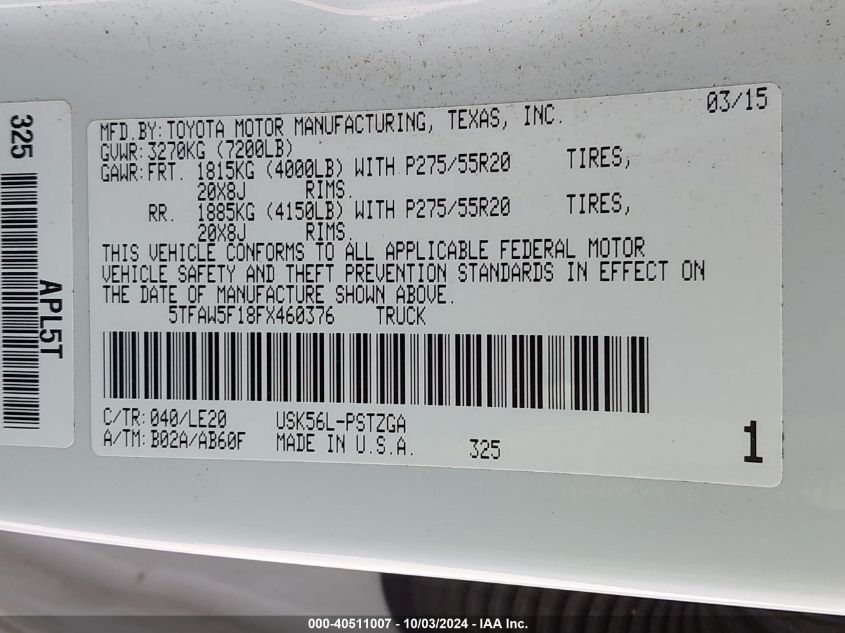 03/15
MFD.BY:TOYOTA MOTOR MANUFACTURING, TEXAS, INC.
GVWR:3270KG (7200LB)
GAWR:FRT. 1815KG (4000LB) WITH P275/55R20 TIRES,
20X8J RIMS.
RR. 1885KG (4150LB) WITH P275/55R20 TIRES,
20X8J RIMS.
THIS VEHICLE CONFORMS TO ALL APPLICABLE FEDERAL MOTOR
VEHICLE SAFETY AND THEFT PREVENTION STANDARDS IN EFFECT ON
THE DATE OF MANUFACTURE SHOWN ABOVE.
5TFAW5F18FX460376 TRUCK
C/TR:040/LE20 USK56L-PSTZGA
A/TM:B02A/AB60F MADE IN U.S.A. 325 1
325
APL5T
000-40511007 - 10/03/2024 - IAA Inc.